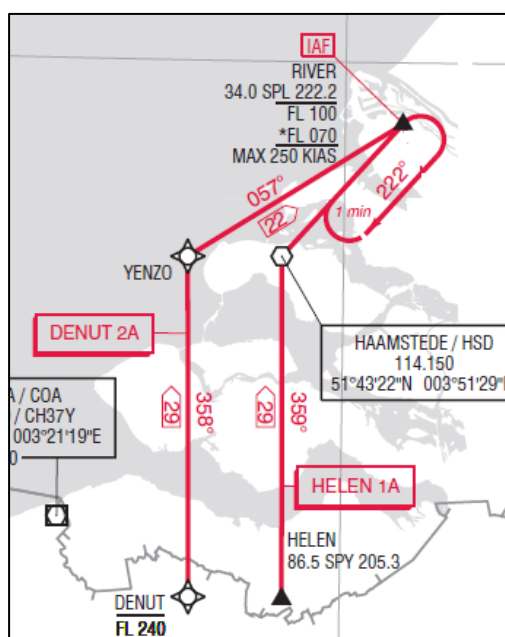 IAF
RIVER
34.0 SPL 222.2
FL 100
*FL 070
MAX 250 KIAS
057°
22
222°
1 min
YENZO
DENUT 2A
HAAMSTEDE / HSD
114.150
51°43'22"N 003°51'29"
/ COA
/ CH37Y
003°21'19"E
29
358°
29
359°
HELEN 1A
HELEN
86.5 SPY 205.3
DENUT
FL 240